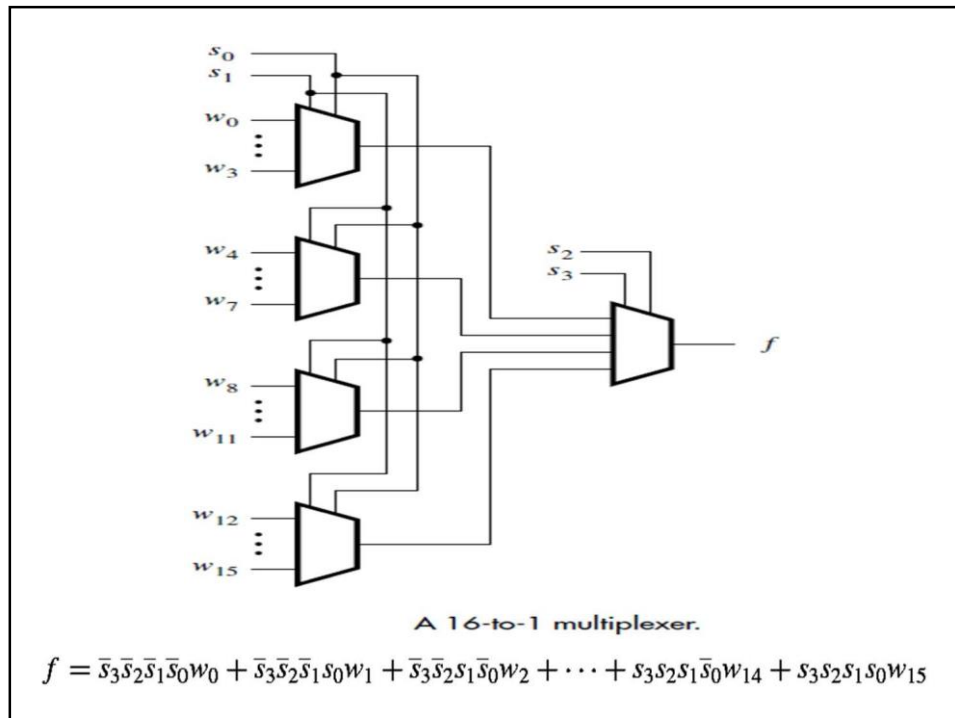 s₀
s₁
w₀
w₃
w₄
w₇
s₂
s₃
f
w₈
w₁₁
w₁₂
w₁₅
A 16-to-1 multiplexer.
f = s̅₃s̅₂s̅₁s̅₀w₀ + s̅₃s̅₂s̅₁s₀w₁ + s̅₃s̅₂s₁s̅₀w₂ + · · · + s₃s₂s₁s̅₀w₁₄ + s₃s₂s₁s₀w₁₅